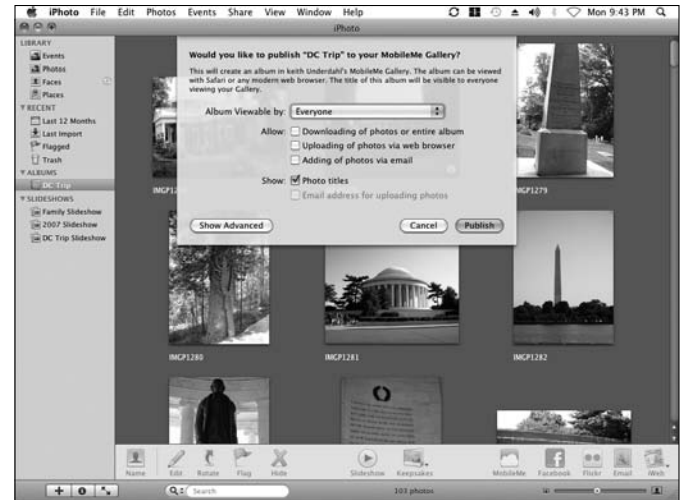 iPhoto File Edit Photos Events Share View Window Help Mon 9:43 PM
iPhoto
LIBRARY
Events
Photos
Faces
Places
▼ RECENT
Last 12 Months
Last Import
Flagged
Trash
▼ ALBUMS
DC Trip
▼ SLIDESHOWS
Family Slideshow
2007 Slideshow
DC Trip Slideshow
Would you like to publish “DC Trip” to your MobileMe Gallery?
This will create an album in keith Underdahl's MobileMe Gallery. The album can be viewed
with Safari or any modern web browser. The title of this album will be visible to everyone
viewing your Gallery.
Album Viewable by: Everyone
Allow: Downloading of photos or entire album
Uploading of photos via web browser
Adding of photos via email
Show: Photo titles
Email address for uploading photos
Show Advanced Cancel Publish
IMGP1279
IMGP1280 IMGP1281 IMGP1282
Name Edit Rotate Flag Hide Slideshow Keepsakes MobileMe Facebook Flickr Email iWeb
Search 103 photos